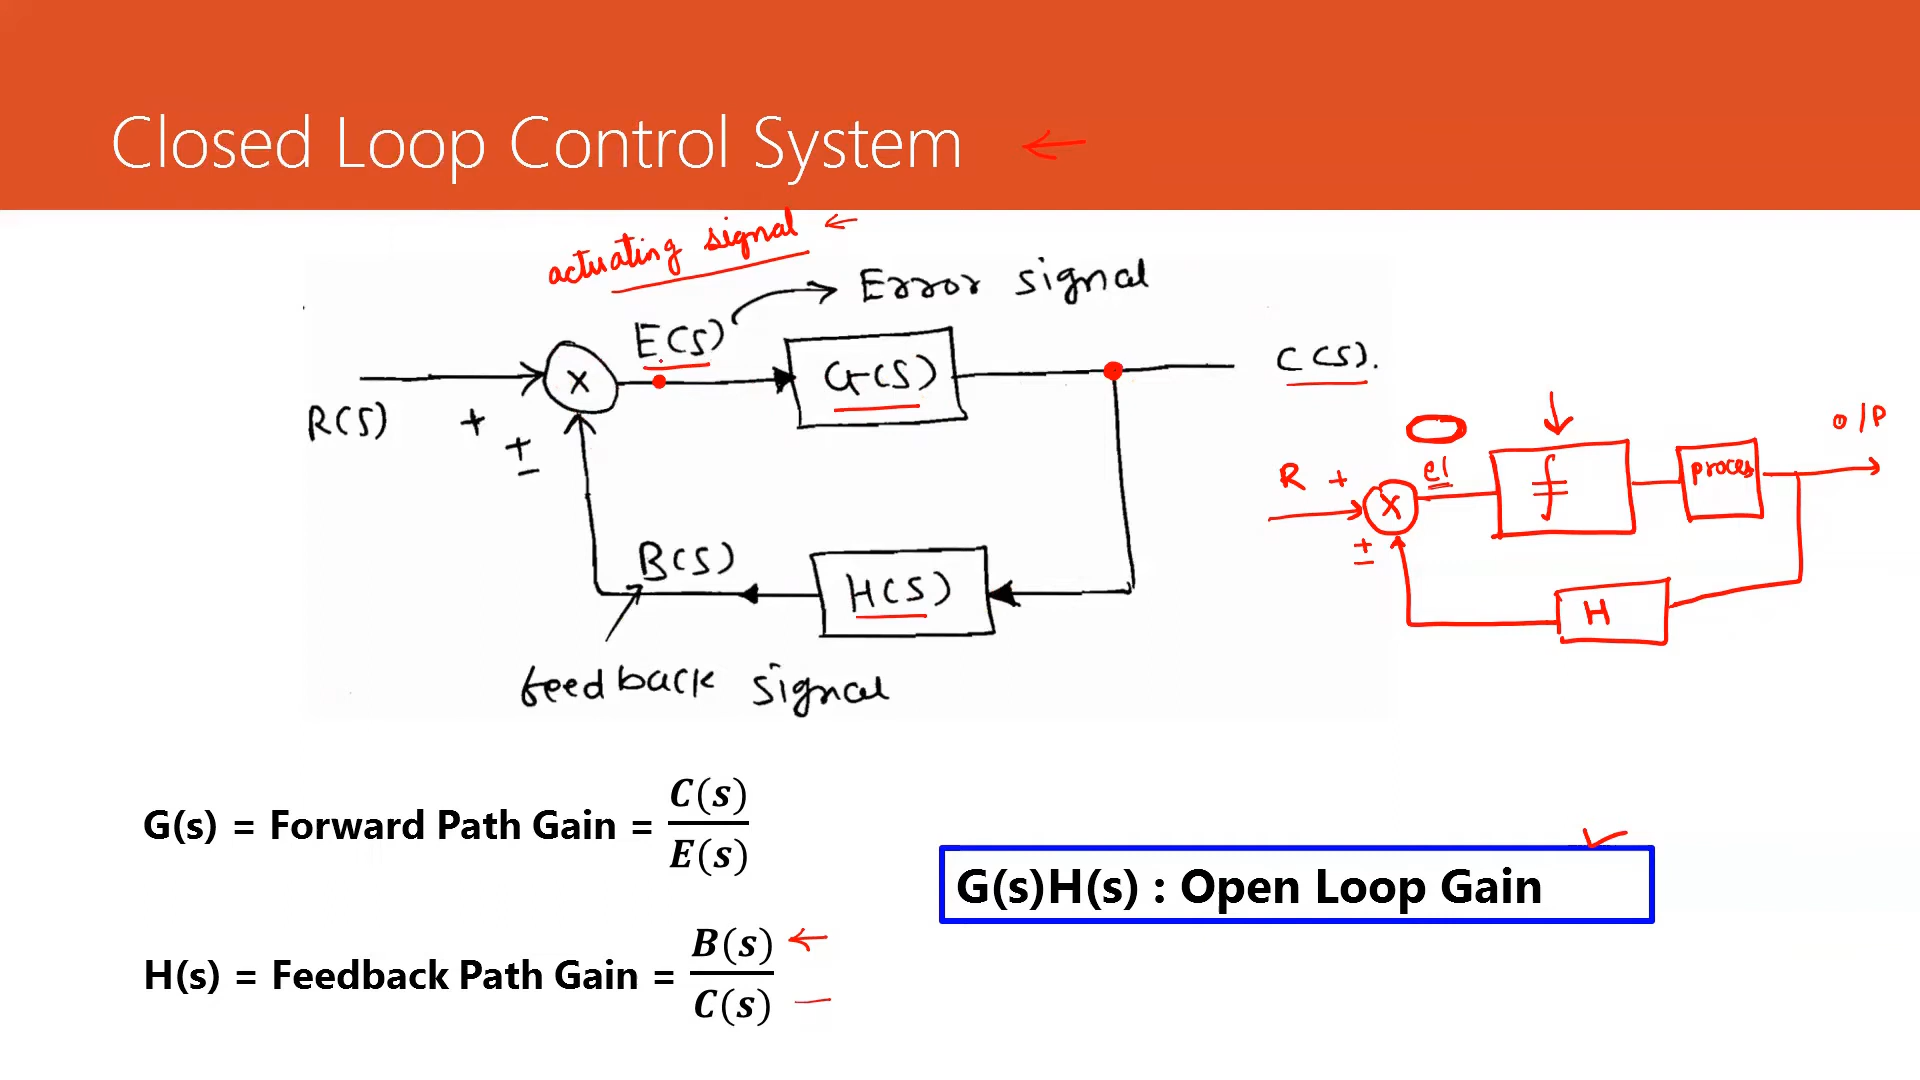 Closed Loop Control System ←
actuating signal ←
Error signal
E(s)
G(s)
C(s).
R(s)
+
±
B(s)
H(s)
feedback signal
R +
±
e1
∫
process
O/P
H
X
X
G(s) = Forward Path Gain = C(s)/E(s)
G(s)H(s) : Open Loop Gain
H(s) = Feedback Path Gain = B(s)/C(s)